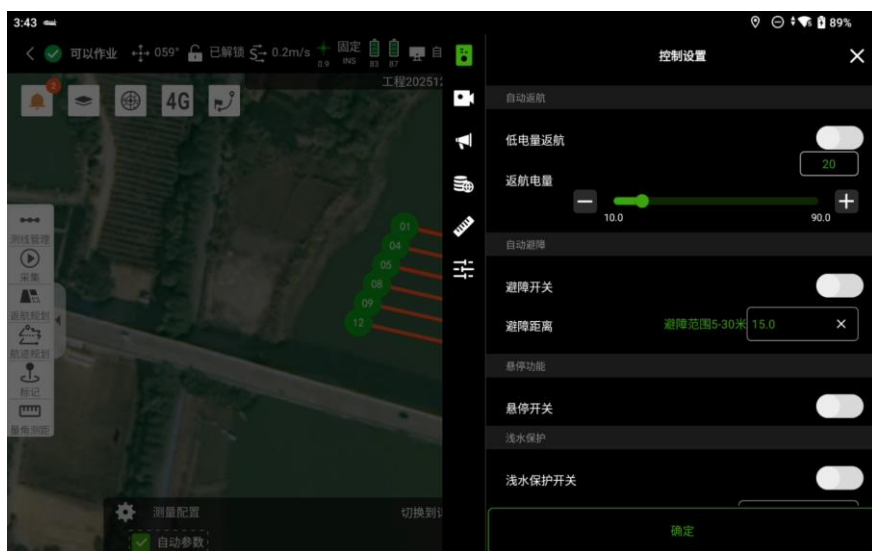 3:43
89%
可以作业 059° 已解锁 0.2m/s 固定 自
0.9 INS 83 87
工程202512
2
4G
测线管理
采集
返航规划
航迹规划
标记
量角测距
01
04
05
08
09
12
测量配置
切换到
自动参数
控制设置
自动返航
低电量返航
20
返航电量
10.0 90.0
自动避障
避障开关
避障距离 避障范围5-30米 15.0
悬停功能
悬停开关
浅水保护
浅水保护开关
确定